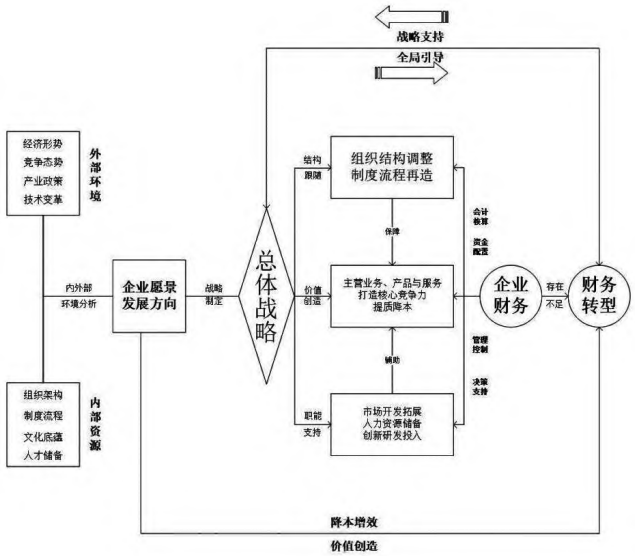 战略支持
全局引导
经济形势
竞争态势
产业政策
技术变革
外部环境
内外部
环境分析
组织架构
制度流程
文化底蕴
人才储备
内部资源
企业愿景
发展方向
战略
制定
总体战略
结构
跟随
价值
创造
职能
支持
组织结构调整
制度流程再造
保障
主营业务、产品与服务
打造核心竞争力
提质降本
辅助
市场开发拓展
人力资源储备
创新研发投入
会计
核算
资金
配置
管理
控制
决策
支持
企业
财务
存在
不足
财务
转型
降本增效
价值创造